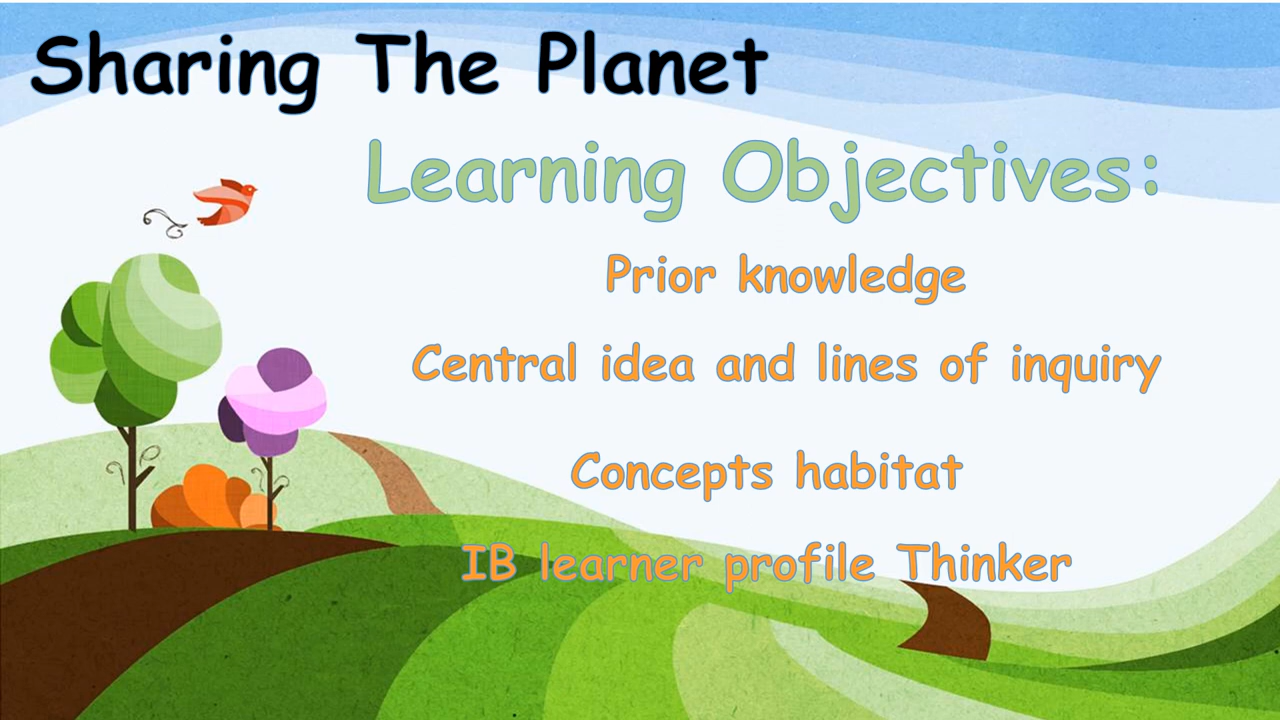 Sharing The Planet
Learning Objectives:
Prior knowledge
Central idea and lines of inquiry
Concepts habitat
IB learner profile Thinker